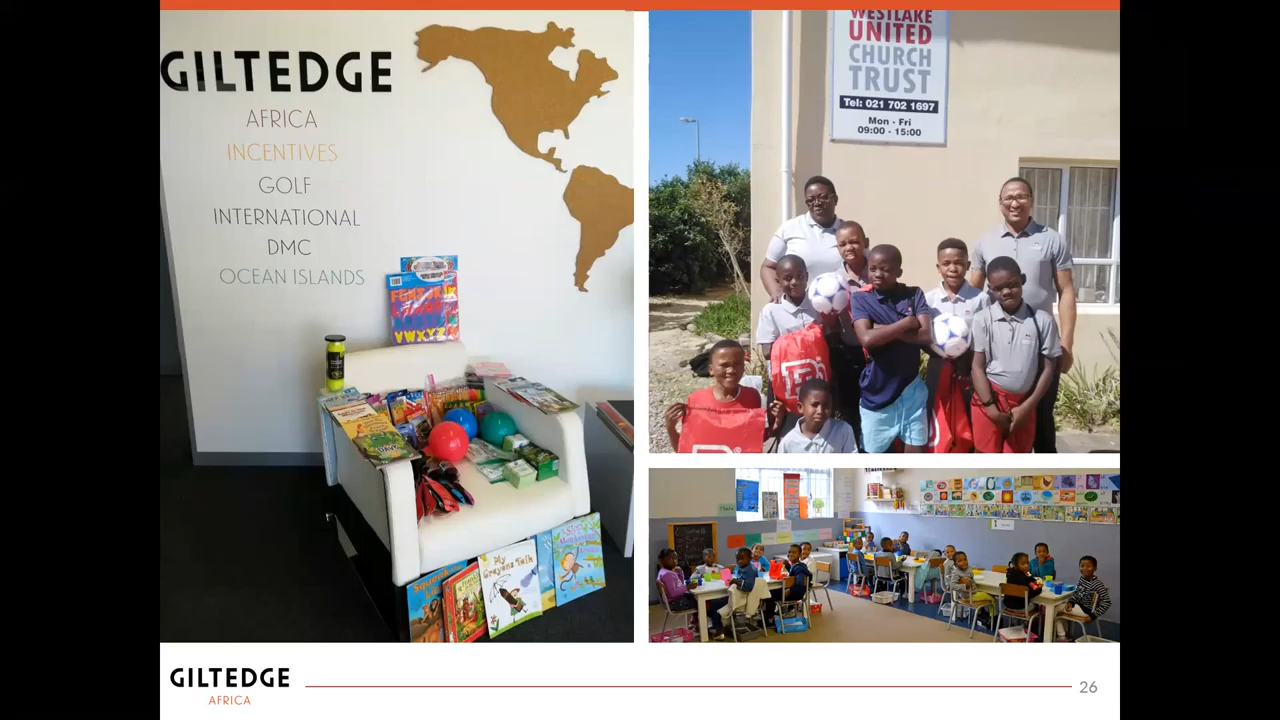 GILTEDGE
AFRICA
INCENTIVES
GOLF
INTERNATIONAL
DMC
OCEAN ISLANDS
VWXYZ
My
Crayons Talk
WESTLAKE
UNITED
CHURCH
TRUST
Tel: 021 702 1697
Mon - Fri
09:00 - 15:00
GILTEDGE
AFRICA
26